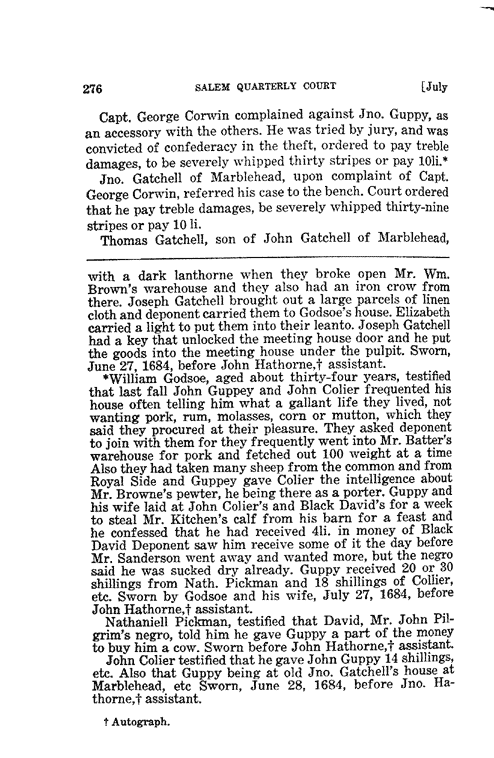 276 SALEM QUARTERLY COURT [July
Capt. George Corwin complained against Jno. Guppy, as
an accessory with the others. He was tried by jury, and was
convicted of confederacy in the theft, ordered to pay treble
damages, to be severely whipped thirty stripes or pay 10li.*
Jno. Gatchell of Marblehead, upon complaint of Capt.
George Corwin, referred his case to the bench. Court ordered
that he pay treble damages, be severely whipped thirty-nine
stripes or pay 10 li.
Thomas Gatchell, son of John Gatchell of Marblehead,
with a dark lanthorne when they broke open Mr. Wm.
Brown's warehouse and they also had an iron crow from
there. Joseph Gatchell brought out a large parcels of linen
cloth and deponent carried them to Godsoe's house. Elizabeth
carried a light to put them into their leanto. Joseph Gatchell
had a key that unlocked the meeting house door and he put
the goods into the meeting house under the pulpit. Sworn,
June 27, 1684, before John Hathorne,† assistant.
*William Godsoe, aged about thirty-four years, testified
that last fall John Guppey and John Colier frequented his
house often telling him what a gallant life they lived, not
wanting pork, rum, molasses, corn or mutton, which they
said they procured at their pleasure. They asked deponent
to join with them for they frequently went into Mr. Batter's
warehouse for pork and fetched out 100 weight at a time
Also they had taken many sheep from the common and from
Royal Side and Guppey gave Colier the intelligence about
Mr. Browne's pewter, he being there as a porter. Guppy and
his wife laid at John Colier's and Black David's for a week
to steal Mr. Kitchen's calf from his barn for a feast and
he confessed that he had received 4li. in money of Black
David Deponent saw him receive some of it the day before
Mr. Sanderson went away and wanted more, but the negro
said he was sucked dry already. Guppy received 20 or 30
shillings from Nath. Pickman and 18 shillings of Collier,
etc. Sworn by Godsoe and his wife, July 27, 1684, before
John Hathorne,† assistant.
Nathaniell Pickman, testified that David, Mr. John Pil-
grim's negro, told him he gave Guppy a part of the money
to buy him a cow. Sworn before John Hathorne,† assistant.
John Colier testified that he gave John Guppy 14 shillings,
etc. Also that Guppy being at old Jno. Gatchell's house at
Marblehead, etc Sworn, June 28, 1684, before Jno. Ha-
thorne,† assistant.
† Autograph.